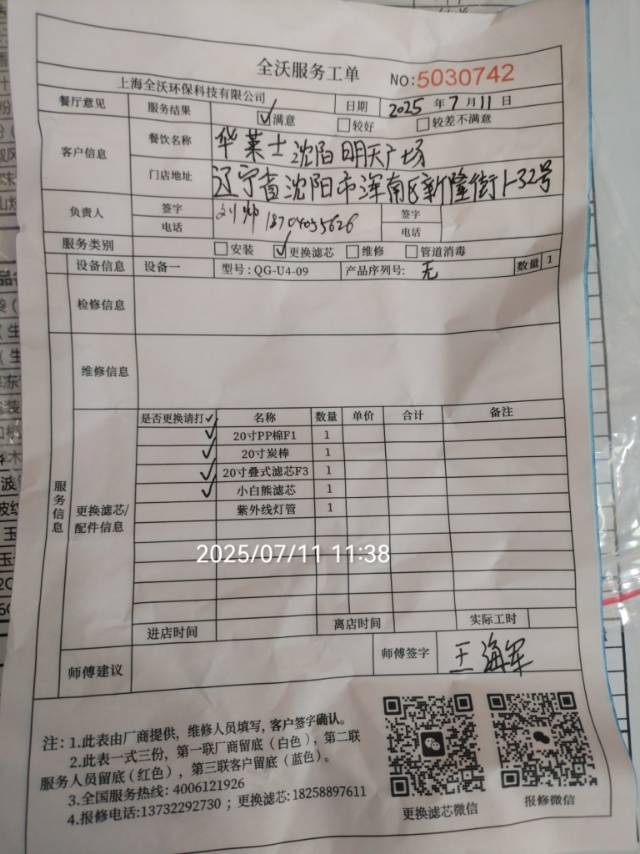 全沃服务工单 NO:5030742
上海全沃环保科技有限公司 日期 2025 年 7 月 11 日
餐厅意见 服务结果 ☑满意 □较好 □较差不满意
客户信息 餐饮名称 华莱士沈阳明天广场
门店地址 辽宁省沈阳市浑南区新隆街1-32号
负责人 签字 刘帅 签字
电话 18704035626 电话
服务类别 □安装 ☑更换滤芯 □维修 □管道消毒
设备信息 设备一 型号:QG-U4-09 产品序列号: 无 数量 1
检修信息
维修信息
服务信息
更换滤芯/配件信息
是否更换请打✓ 名称 数量 单价 合计 备注
✓ 20寸PP棉F1 1
✓ 20寸炭棒 1
✓ 20寸叠式滤芯F3 1
✓ 小白熊滤芯 1
紫外线灯管 1
2025/07/11 11:38
进店时间 离店时间 实际工时
师傅建议 师傅签字 王海军
注:1.此表由厂商提供，维修人员填写，客户签字确认。
2.此表一式三份，第一联厂商留底（白色），第二联
服务人员留底（红色），第三联客户留底（蓝色）。
3.全国服务热线: 4006121926
4.报修电话:13732292730；更换滤芯:18258897611
更换滤芯微信 报修微信